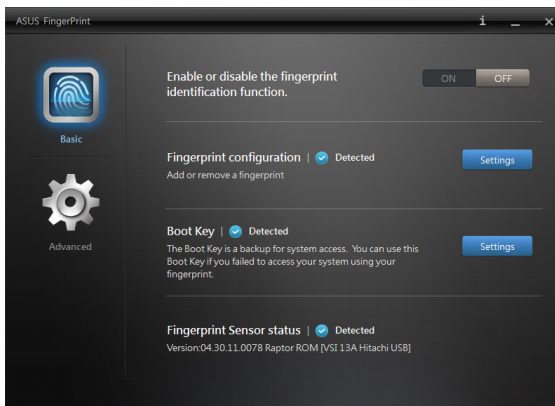 ASUS FingerPrint
i
Basic
Advanced
Enable or disable the fingerprint
identification function.
ON OFF
Fingerprint configuration | Detected
Add or remove a fingerprint
Settings
Boot Key | Detected
The Boot Key is a backup for system access. You can use this
Boot Key if you failed to access your system using your
fingerprint.
Settings
Fingerprint Sensor status | Detected
Version:04.30.11.0078 Raptor ROM [VSI 13A Hitachi USB]